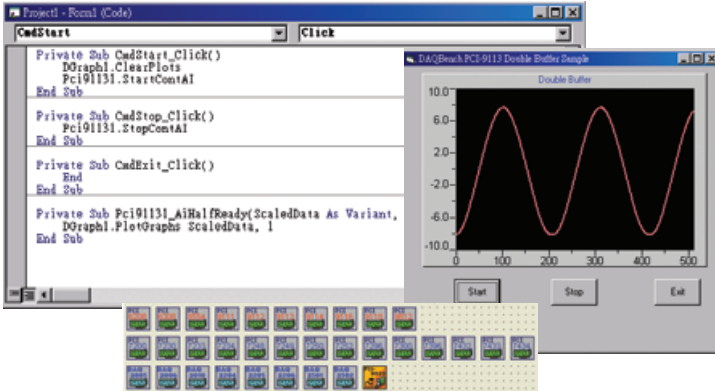 Project1 - Form1 (Code)
CmdStart
Click
Private Sub CmdStart_Click()
DGraph1.ClearPlots
Pci91131.StartContAI
End Sub
Private Sub CmdStop_Click()
Pci91131.StopContAI
End Sub
Private Sub CmdExit_Click()
End
End Sub
Private Sub Pci91131_AiHalfReady(ScaledData As Variant,
DGraph1.PlotGraphs ScaledData, 1
End Sub
DAQBench PCI-9113 Double Buffer Sample
Double Buffer
10.0
6.0
2.0
-2.0
-6.0
-10.0
0 100 200 300 400 500
Start Stop Exit